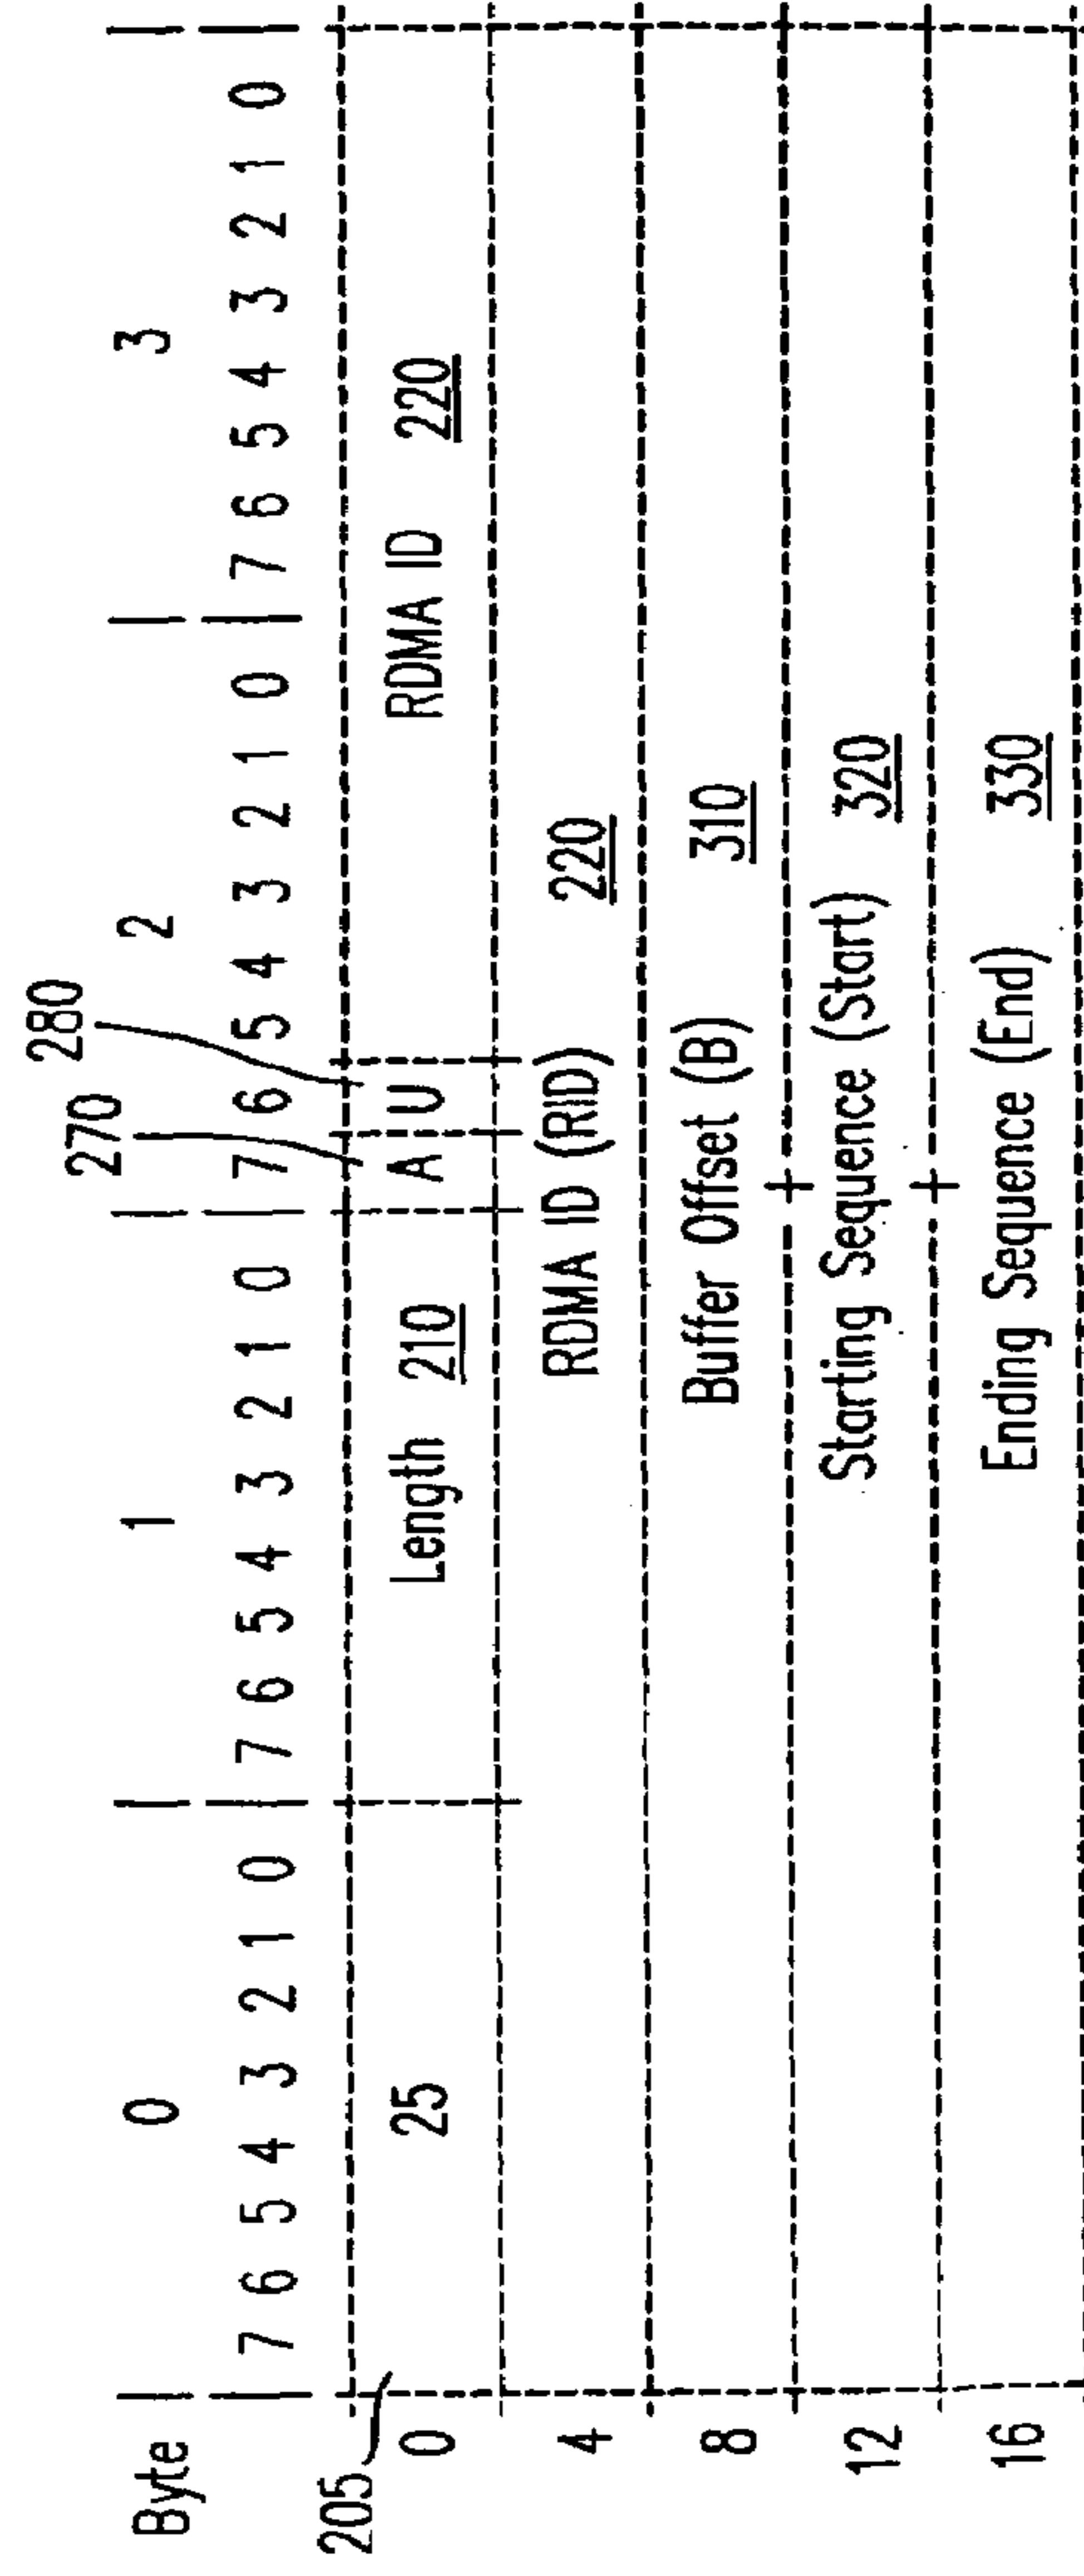 280
270
Byte 0 1 2 3
7 6 5 4 3 2 1 0 7 6 5 4 3 2 1 0 7 6 5 4 3 2 1 0 7 6 5 4 3 2 1 0
205
0 25 Length 210 A U RDMA ID 220
4 RDMA ID (RID) 220
8 Buffer Offset (B) 310
12 Starting Sequence (Start) 320
16 Ending Sequence (End) 330